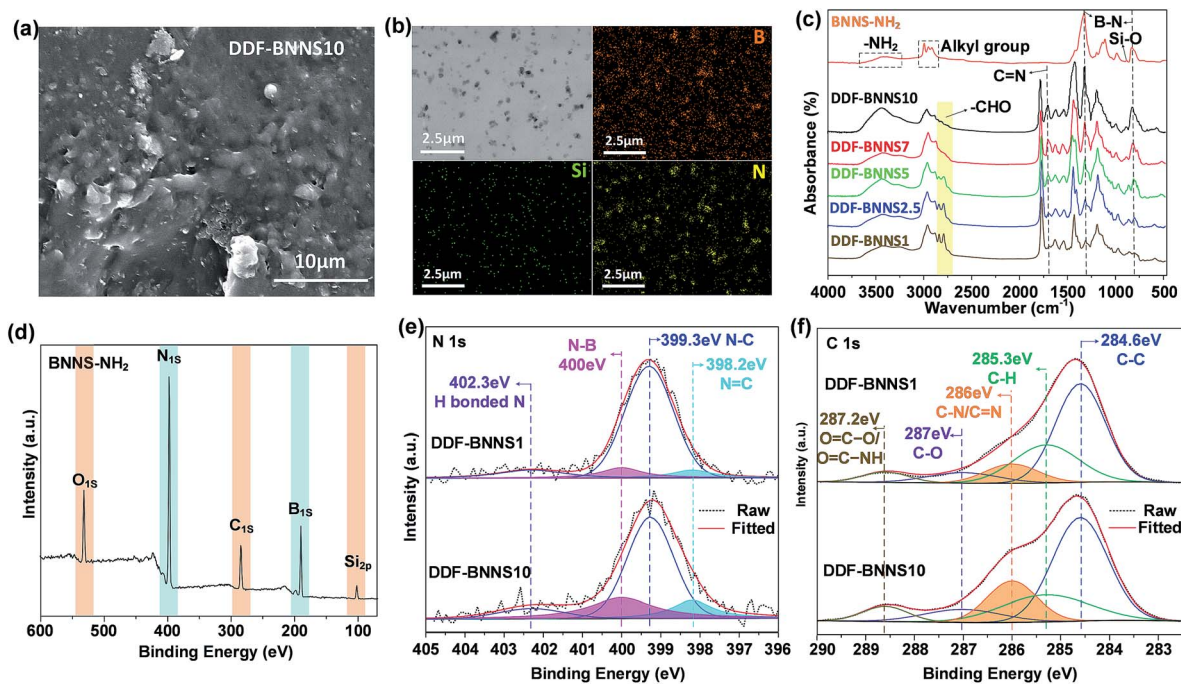 (a)
DDF-BNNS10
10μm
(b)
2.5μm
B
2.5μm
Si
2.5μm
N
2.5μm
(c)
BNNS-NH₂
-NH₂
Alkyl group
B-N
Si-O
C=N
-CHO
DDF-BNNS10
DDF-BNNS7
DDF-BNNS5
DDF-BNNS2.5
DDF-BNNS1
Absorbance (%)
4000 3500 3000 2500 2000 1500 1000 500
Wavenumber (cm⁻¹)
(d)
BNNS-NH₂
O1S
N1S
C1S
B1S
Si2p
Intensity (a.u.)
600 500 400 300 200 100
Binding Energy (eV)
(e)
N 1s
N-B
400eV
399.3eV N-C
398.2eV
N=C
402.3eV
H bonded N
DDF-BNNS1
Raw
Fitted
DDF-BNNS10
Intensity (a.u.)
405 404 403 402 401 400 399 398 397 396
Binding Energy (eV)
(f)
C 1s
284.6eV
C-C
285.3eV
C-H
286eV
C-N/C=N
287eV
C-O
287.2eV
O=C-O/
O=C-NH
DDF-BNNS1
Raw
Fitted
DDF-BNNS10
Intensity (a.u.)
290 289 288 287 286 285 284 283
Binding Energy (eV)